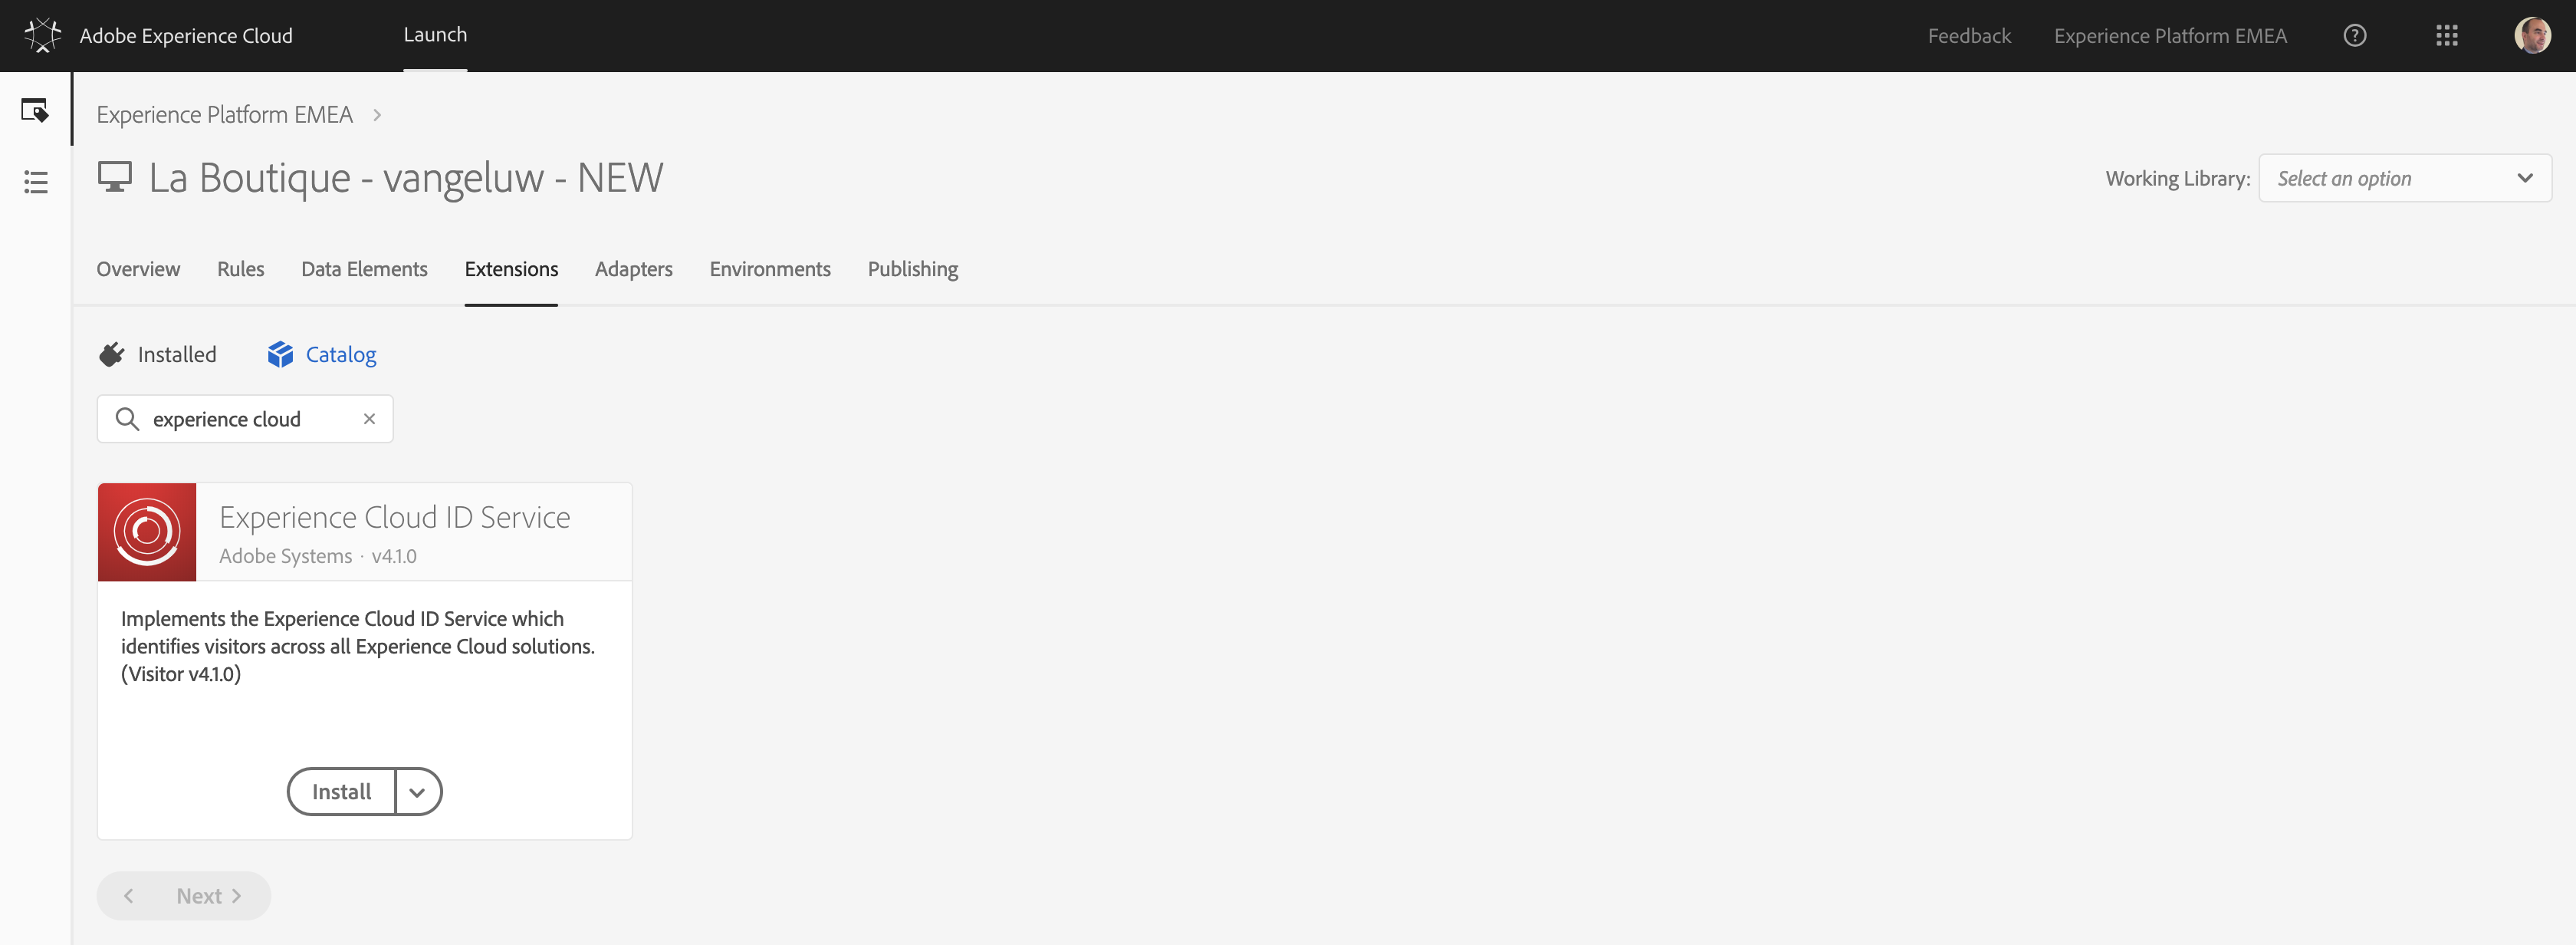 Adobe Experience Cloud Launch Feedback Experience Platform EMEA
Experience Platform EMEA
La Boutique - vangeluw - NEW
Working Library: Select an option
Overview Rules Data Elements Extensions Adapters Environments Publishing
Installed Catalog
experience cloud
Experience Cloud ID Service
Adobe Systems · v4.1.0
Implements the Experience Cloud ID Service which
identifies visitors across all Experience Cloud solutions.
(Visitor v4.1.0)
Install
Next